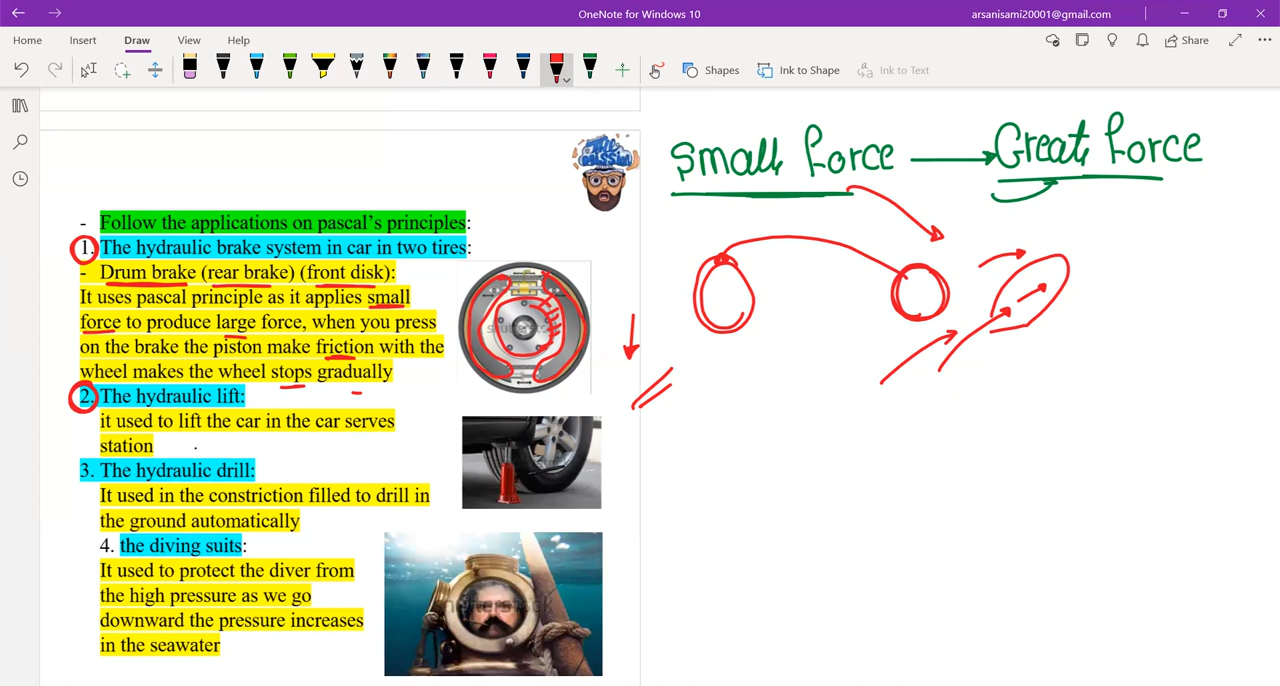 OneNote for Windows 10
arsanisami20001@gmail.com
Home
Insert
Draw
View
Help
Share
Shapes
Ink to Shape
Ink to Text
The mission
- Follow the applications on pascal's principles:
1. The hydraulic brake system in car in two tires:
- Drum brake (rear brake) (front disk):
It uses pascal principle as it applies small
force to produce large force, when you press
on the brake the piston make friction with the
wheel makes the wheel stops gradually
2. The hydraulic lift:
it used to lift the car in the car serves
station
3. The hydraulic drill:
It used in the constriction filled to drill in
the ground automatically
4. the diving suits:
It used to protect the diver from
the high pressure as we go
downward the pressure increases
in the seawater
shutterstock
shutterstock
Small force → Great force